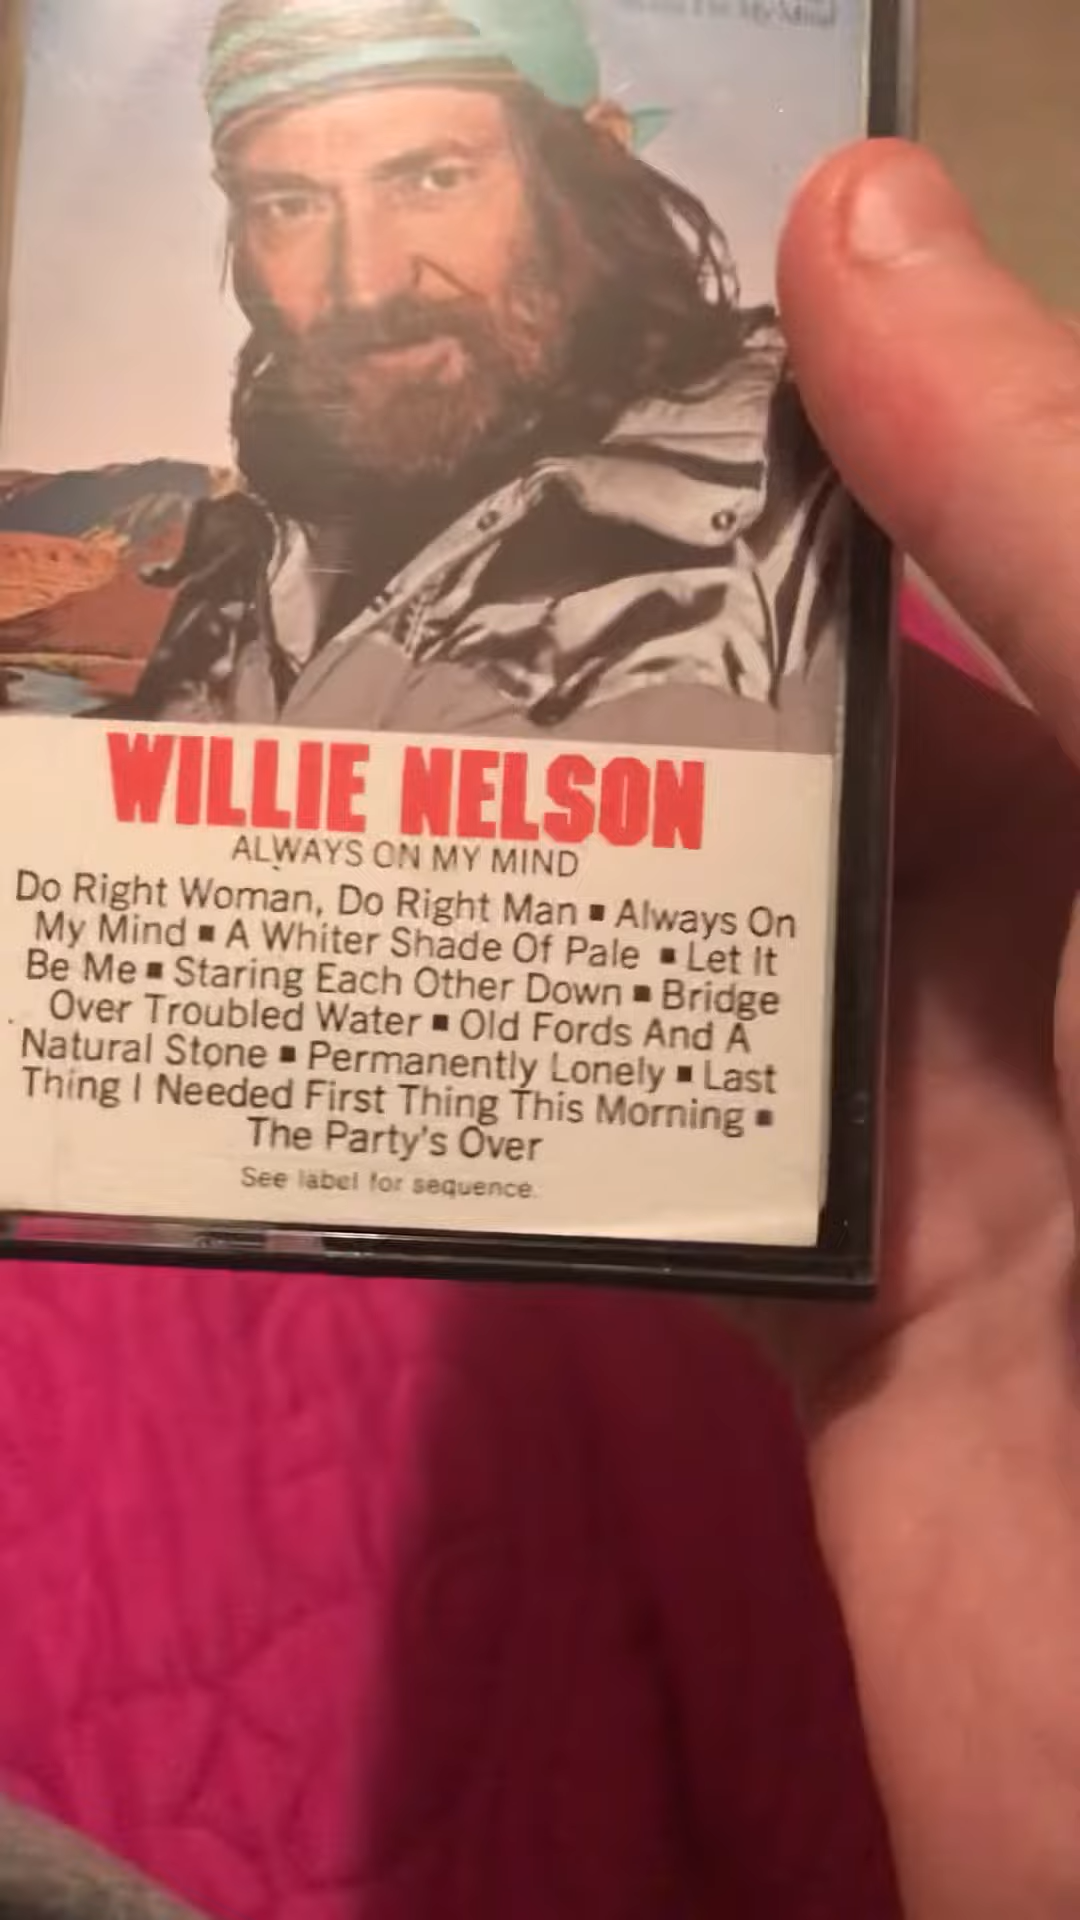 WILLIE NELSON
ALWAYS ON MY MIND
Do Right Woman, Do Right Man ▪ Always On
My Mind ▪ A Whiter Shade Of Pale ▪ Let It
Be Me ▪ Staring Each Other Down ▪ Bridge
Over Troubled Water ▪ Old Fords And A
Natural Stone ▪ Permanently Lonely ▪ Last
Thing I Needed First Thing This Morning ▪
The Party's Over
See label for sequence.